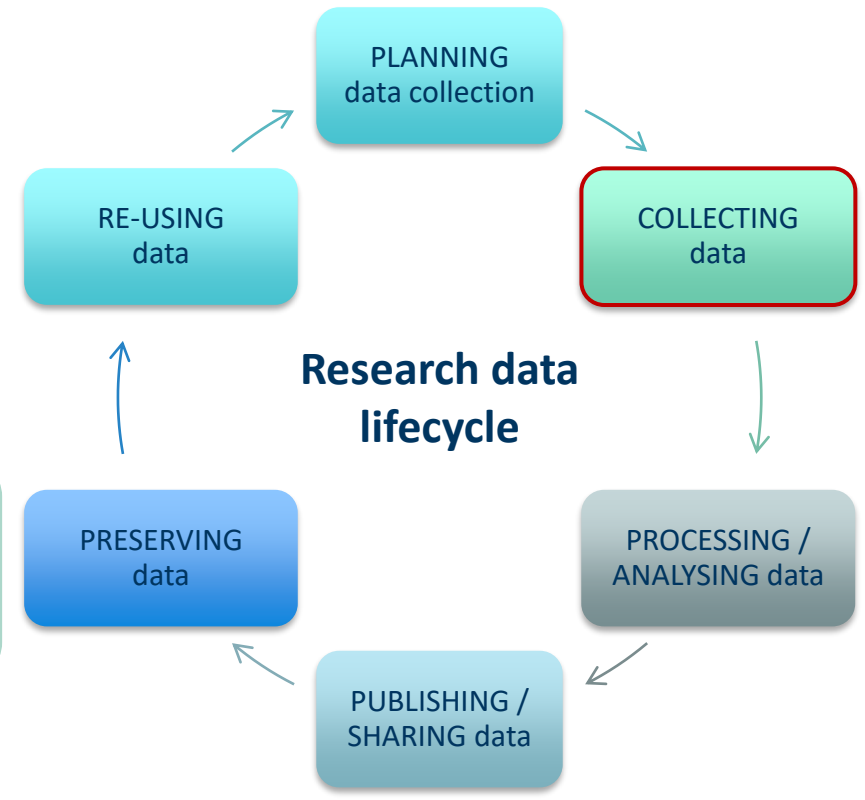 PLANNING
data collection
COLLECTING
data
PROCESSING /
ANALYSING data
PUBLISHING /
SHARING data
PRESERVING
data
RE-USING
data
Research data
lifecycle